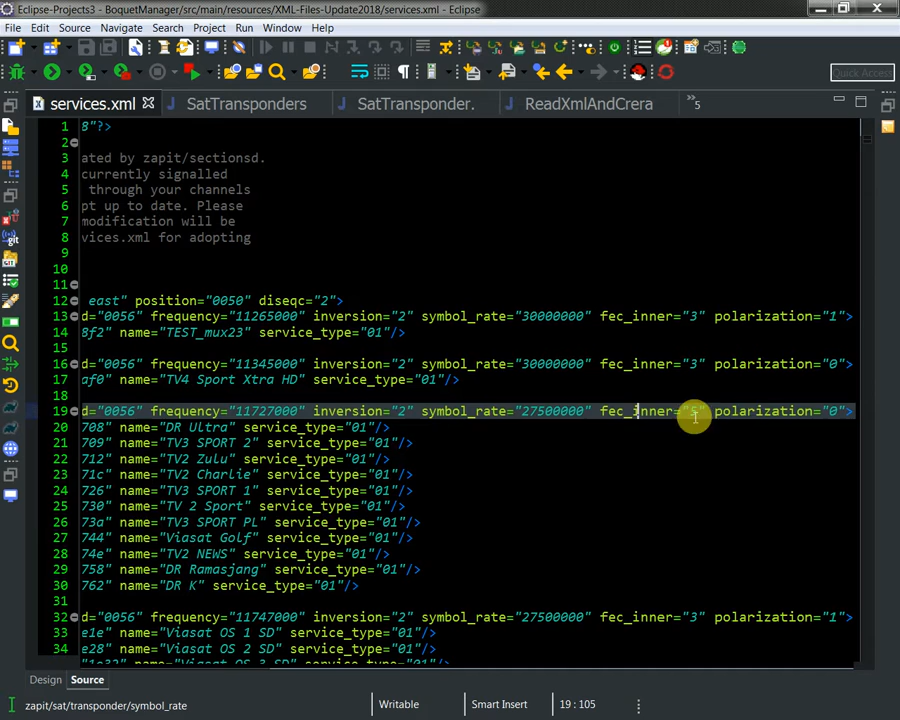 Eclipse-Projects3 - BoquetManager/src/main/resources/XML-Files-Update2018/services.xml - Eclipse
File Edit Source Navigate Search Project Run Window Help
Quick Access
services.xml SatTransponders SatTransponder. ReadXmlAndCrera »5
1 8"?>
2
3 ated by zapit/sectionsd.
4 currently signalled
5 through your channels
6 pt up to date. Please
7 modification will be
8 vices.xml for adopting
9
10
11
12 east" position="0050" diseqc="2">
13 d="0056" frequency="11265000" inversion="2" symbol_rate="30000000" fec_inner="3" polarization="1">
14 8f2" name="TEST_mux23" service_type="01"/>
15
16 d="0056" frequency="11345000" inversion="2" symbol_rate="30000000" fec_inner="3" polarization="0">
17 af0" name="TV4 Sport Xtra HD" service_type="01"/>
18
19 d="0056" frequency="11727000" inversion="2" symbol_rate="27500000" fec_inner="5" polarization="0">
20 708" name="DR Ultra" service_type="01"/>
21 709" name="TV3 SPORT 2" service_type="01"/>
22 712" name="TV2 Zulu" service_type="01"/>
23 71c" name="TV2 Charlie" service_type="01"/>
24 726" name="TV3 SPORT 1" service_type="01"/>
25 730" name="TV 2 Sport" service_type="01"/>
26 73a" name="TV3 SPORT PL" service_type="01"/>
27 744" name="Viasat Golf" service_type="01"/>
28 74e" name="TV2 NEWS" service_type="01"/>
29 758" name="DR Ramasjang" service_type="01"/>
30 762" name="DR K" service_type="01"/>
31
32 d="0056" frequency="11747000" inversion="2" symbol_rate="27500000" fec_inner="3" polarization="1">
33 e1e" name="Viasat OS 1 SD" service_type="01"/>
34 e28" name="Viasat OS 2 SD" service_type="01"/>
"1e32" name="Viasat OS 3 SD" service_type="01"/>
Design Source
zapit/sat/transponder/symbol_rate Writable Smart Insert 19 : 105